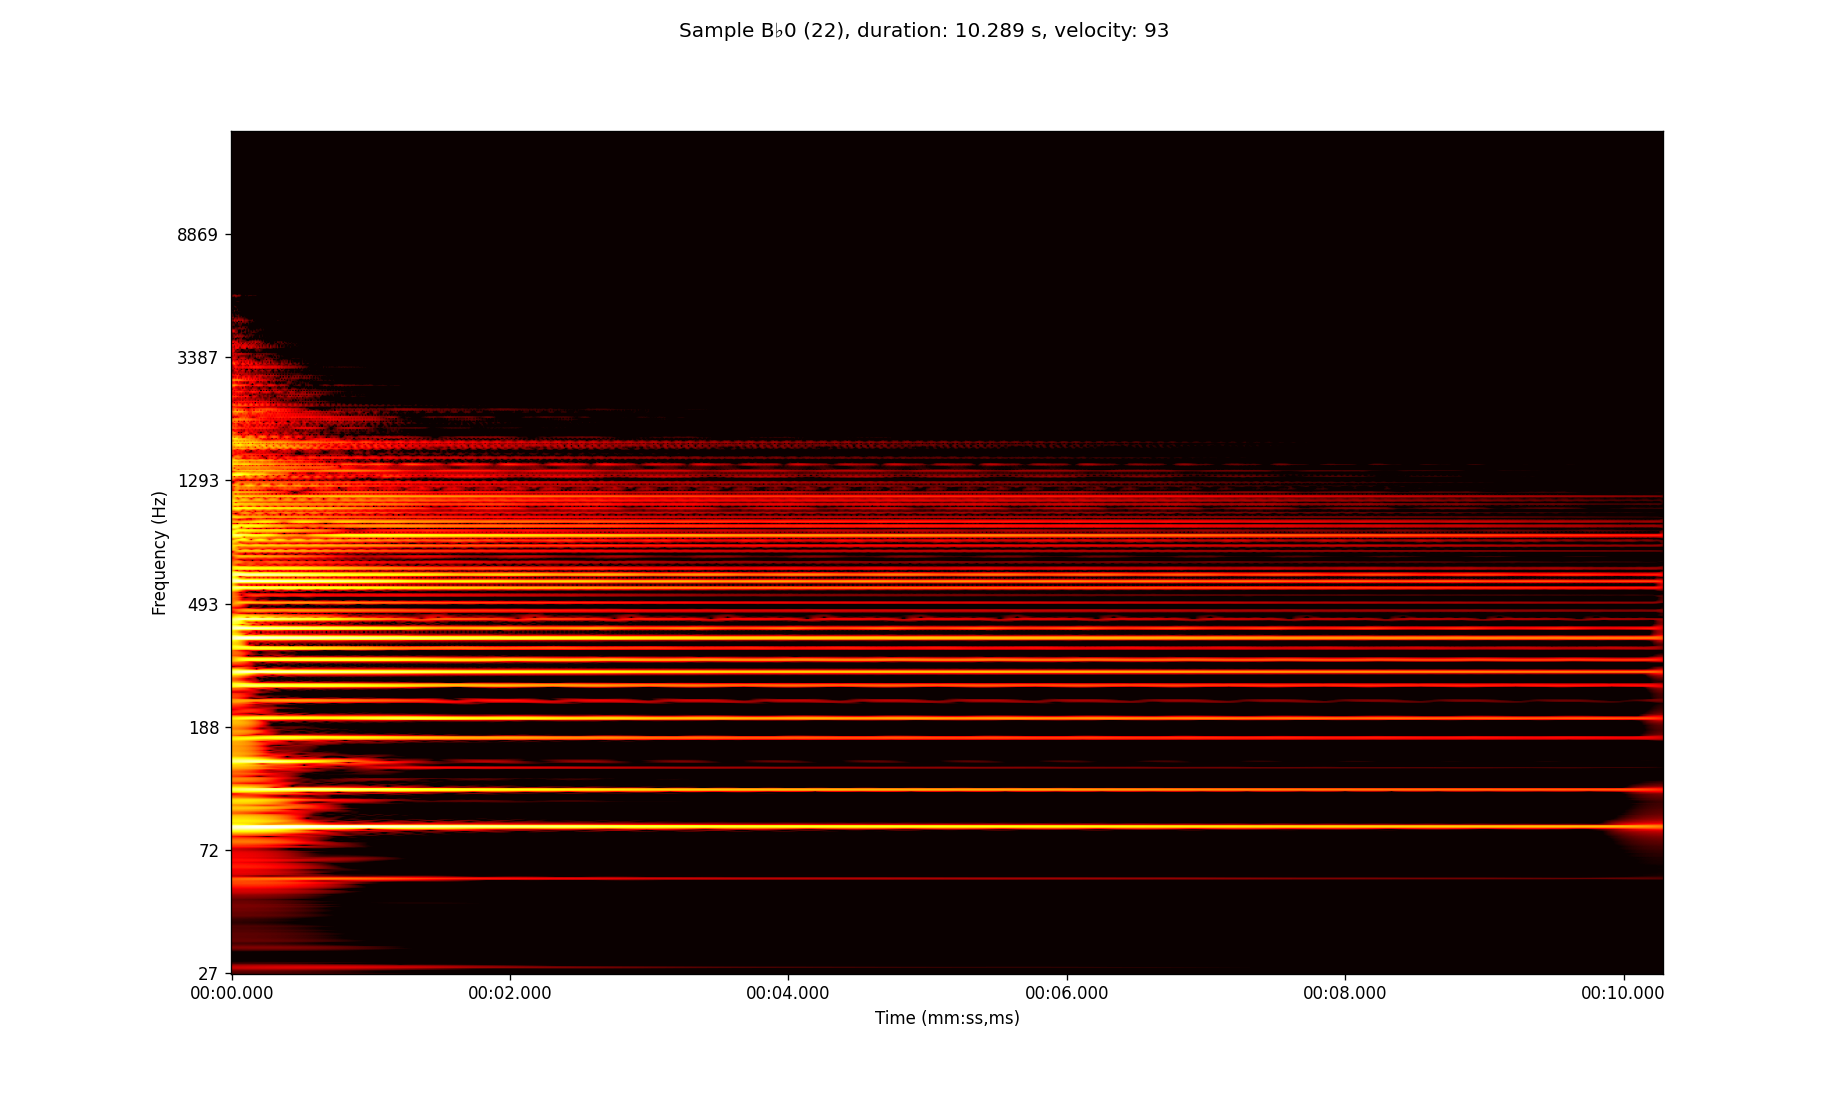 Sample B♭0 (22), duration: 10.289 s, velocity: 93
8869
3387
1293
493
188
72
27
Frequency (Hz)
00:00.000 00:02.000 00:04.000 00:06.000 00:08.000 00:10.000
Time (mm:ss,ms)